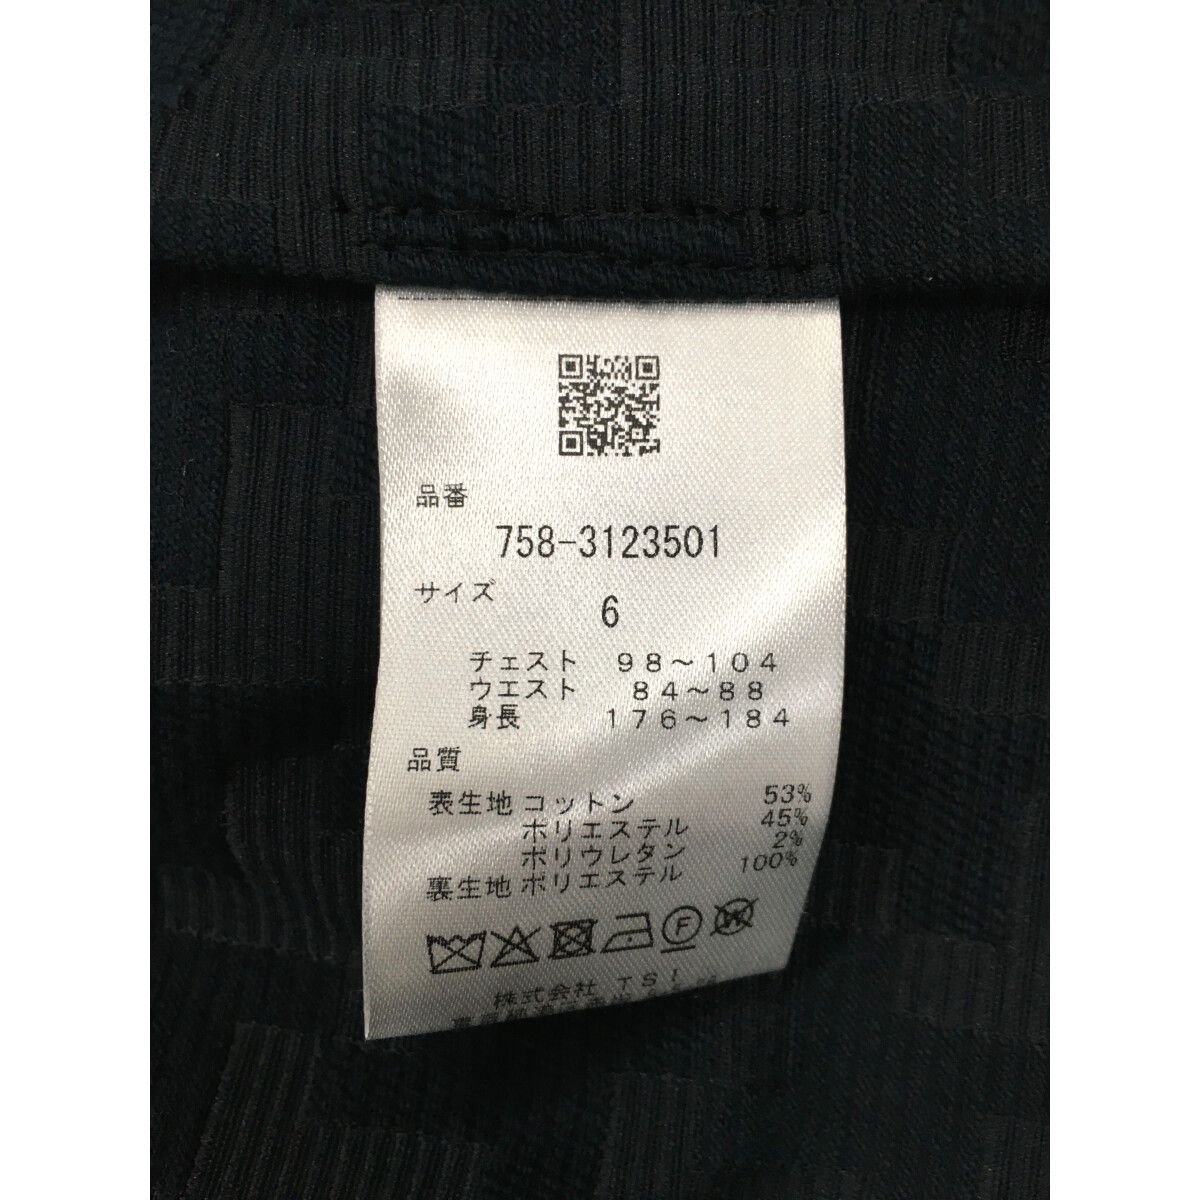 品番
758-3123501
サイズ
6
チェスト ９８～１０４
ウエスト ８４～８８
身長 １７６～１８４
品質
表生地 コットン 53%
ポリエステル 45%
ポリウレタン 2%
裏生地 ポリエステル 100%
株式会社 ＴＳＩ